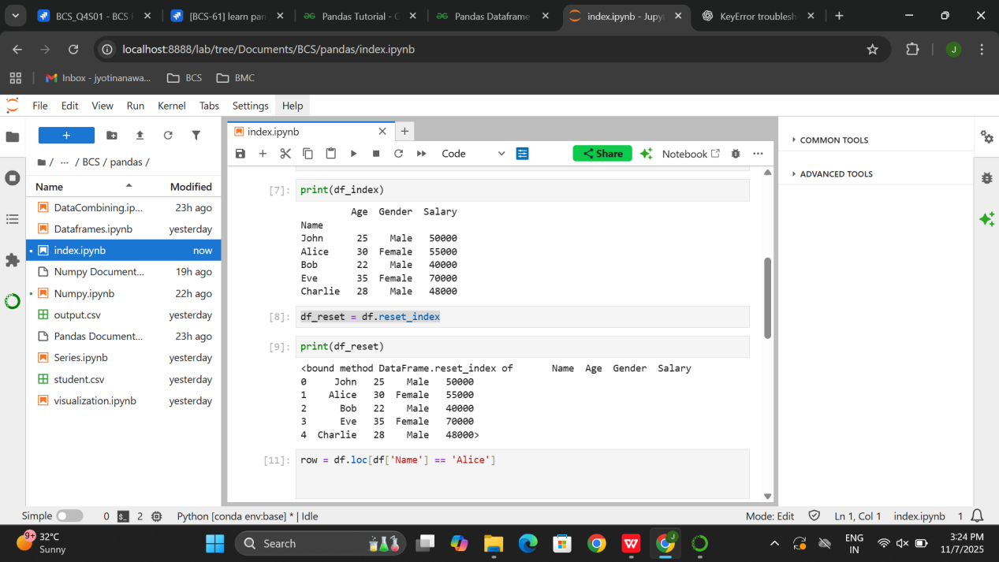 BCS_Q4S01 - BCS
[BCS-61] learn pan
Pandas Tutorial - G
Pandas Dataframe
index.ipynb - Jupyt
KeyError troublesh
localhost:8888/lab/tree/Documents/BCS/pandas/index.ipynb
J
Inbox - jyotinanawa...
BCS
BMC
File Edit View Run Kernel Tabs Settings Help
index.ipynb
+
Code
Share
Notebook
/ ... / BCS / pandas /
Name Modified
DataCombining.ip... 23h ago
Dataframes.ipynb yesterday
index.ipynb now
Numpy Document... 19h ago
Numpy.ipynb 22h ago
output.csv yesterday
Pandas Document... 23h ago
Series.ipynb yesterday
student.csv yesterday
visualization.ipynb yesterday
[7]: print(df_index)
Age Gender Salary
Name
John 25 Male 50000
Alice 30 Female 55000
Bob 22 Male 40000
Eve 35 Female 70000
Charlie 28 Male 48000
[8]: df_reset = df.reset_index
[9]: print(df_reset)
<bound method DataFrame.reset_index of Name Age Gender Salary
0 John 25 Male 50000
1 Alice 30 Female 55000
2 Bob 22 Male 40000
3 Eve 35 Female 70000
4 Charlie 28 Male 48000>
[11]: row = df.loc[df['Name'] == 'Alice']
COMMON TOOLS
ADVANCED TOOLS
Simple 0 $_ 2 Python [conda env:base] * | Idle Mode: Edit Ln 1, Col 1 index.ipynb 1
9+
32°C
Sunny
Search
W
J
ENG
IN
3:24 PM
11/7/2025